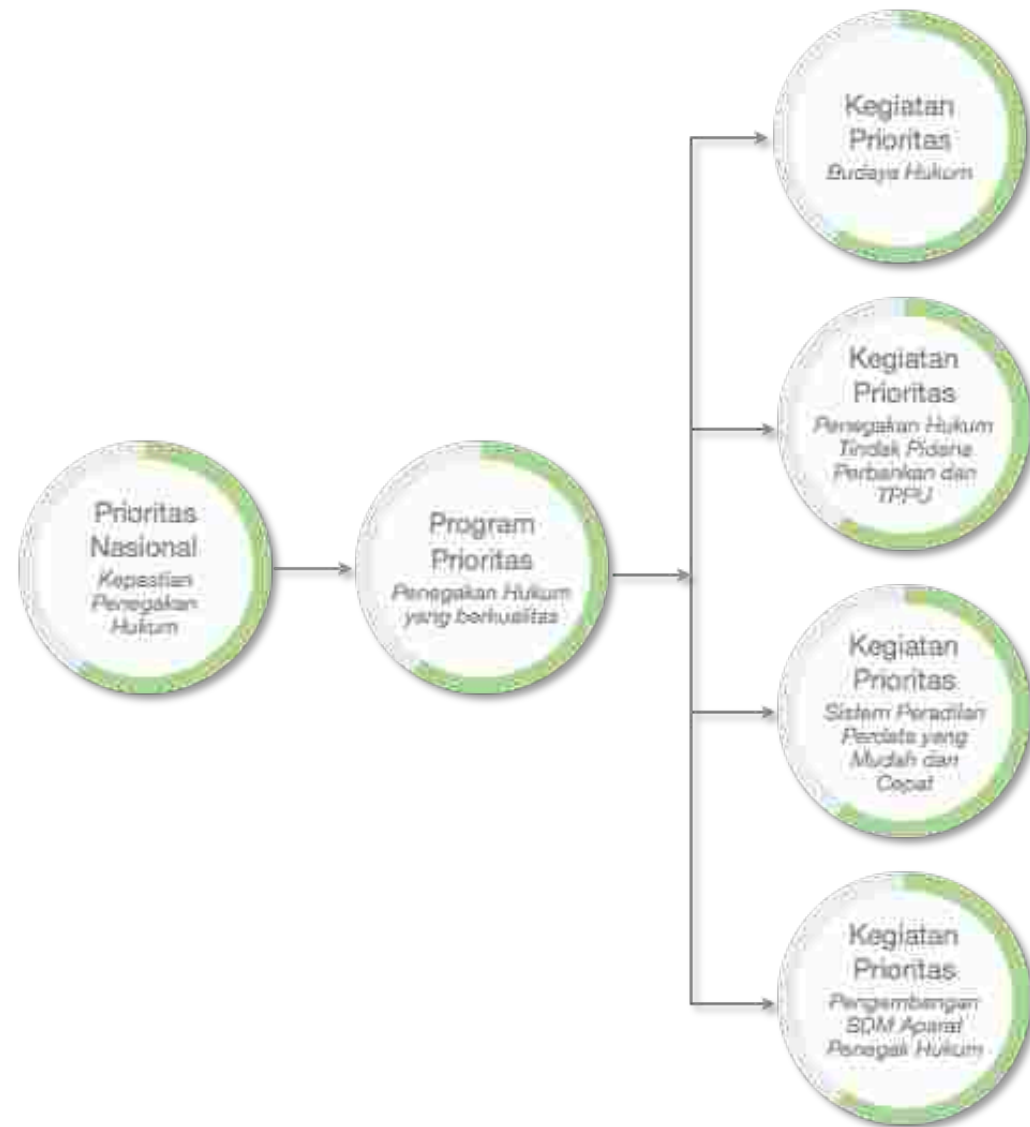 Prioritas
Nasional
Kepastian
Penegakan
Hukum
Program
Prioritas
Penegakan Hukum
yang berkualitas
Kegiatan
Prioritas
Budaya Hukum
Kegiatan
Prioritas
Penegakan Hukum
Tindak Pidana
Perbankan dan
TPPU
Kegiatan
Prioritas
Sistem Peradilan
Perdata yang
Mudah dan
Cepat
Kegiatan
Prioritas
Pengembangan
SDM Aparat
Penegak Hukum